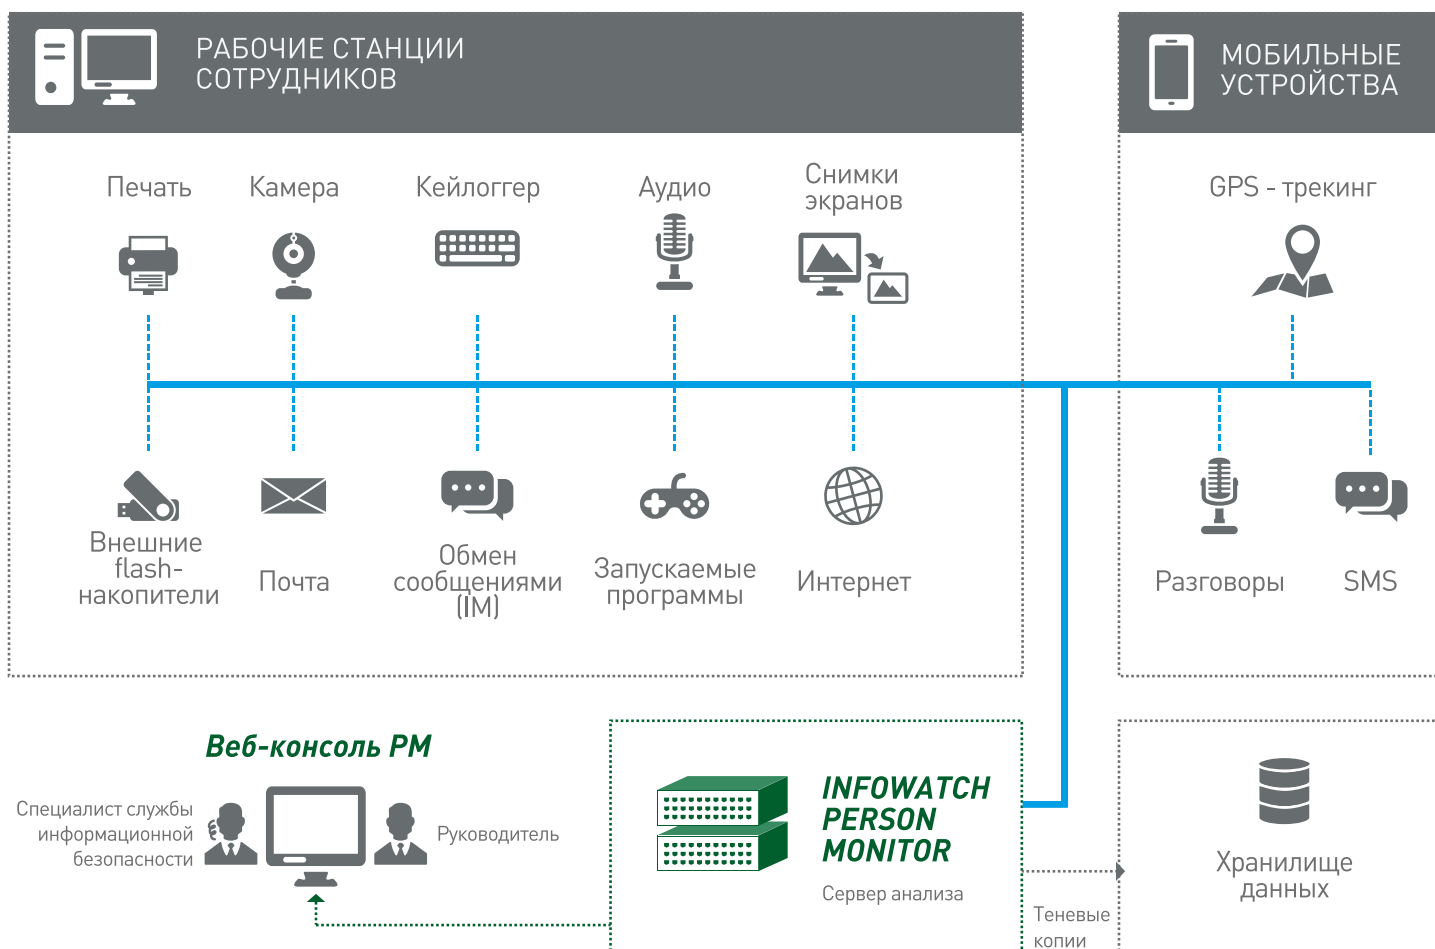 РАБОЧИЕ СТАНЦИИ
СОТРУДНИКОВ
МОБИЛЬНЫЕ
УСТРОЙСТВА
Печать
Камера
Кейлоггер
Аудио
Снимки
экранов
GPS - трекинг
Внешние
flash-
накопители
Почта
Обмен
сообщениями
(IM)
Запускаемые
программы
Интернет
Разговоры
SMS
Веб-консоль PM
Специалист службы
информационной
безопасности
Руководитель
INFOWATCH
PERSON
MONITOR
Сервер анализа
Теневые
копии
Хранилище
данных